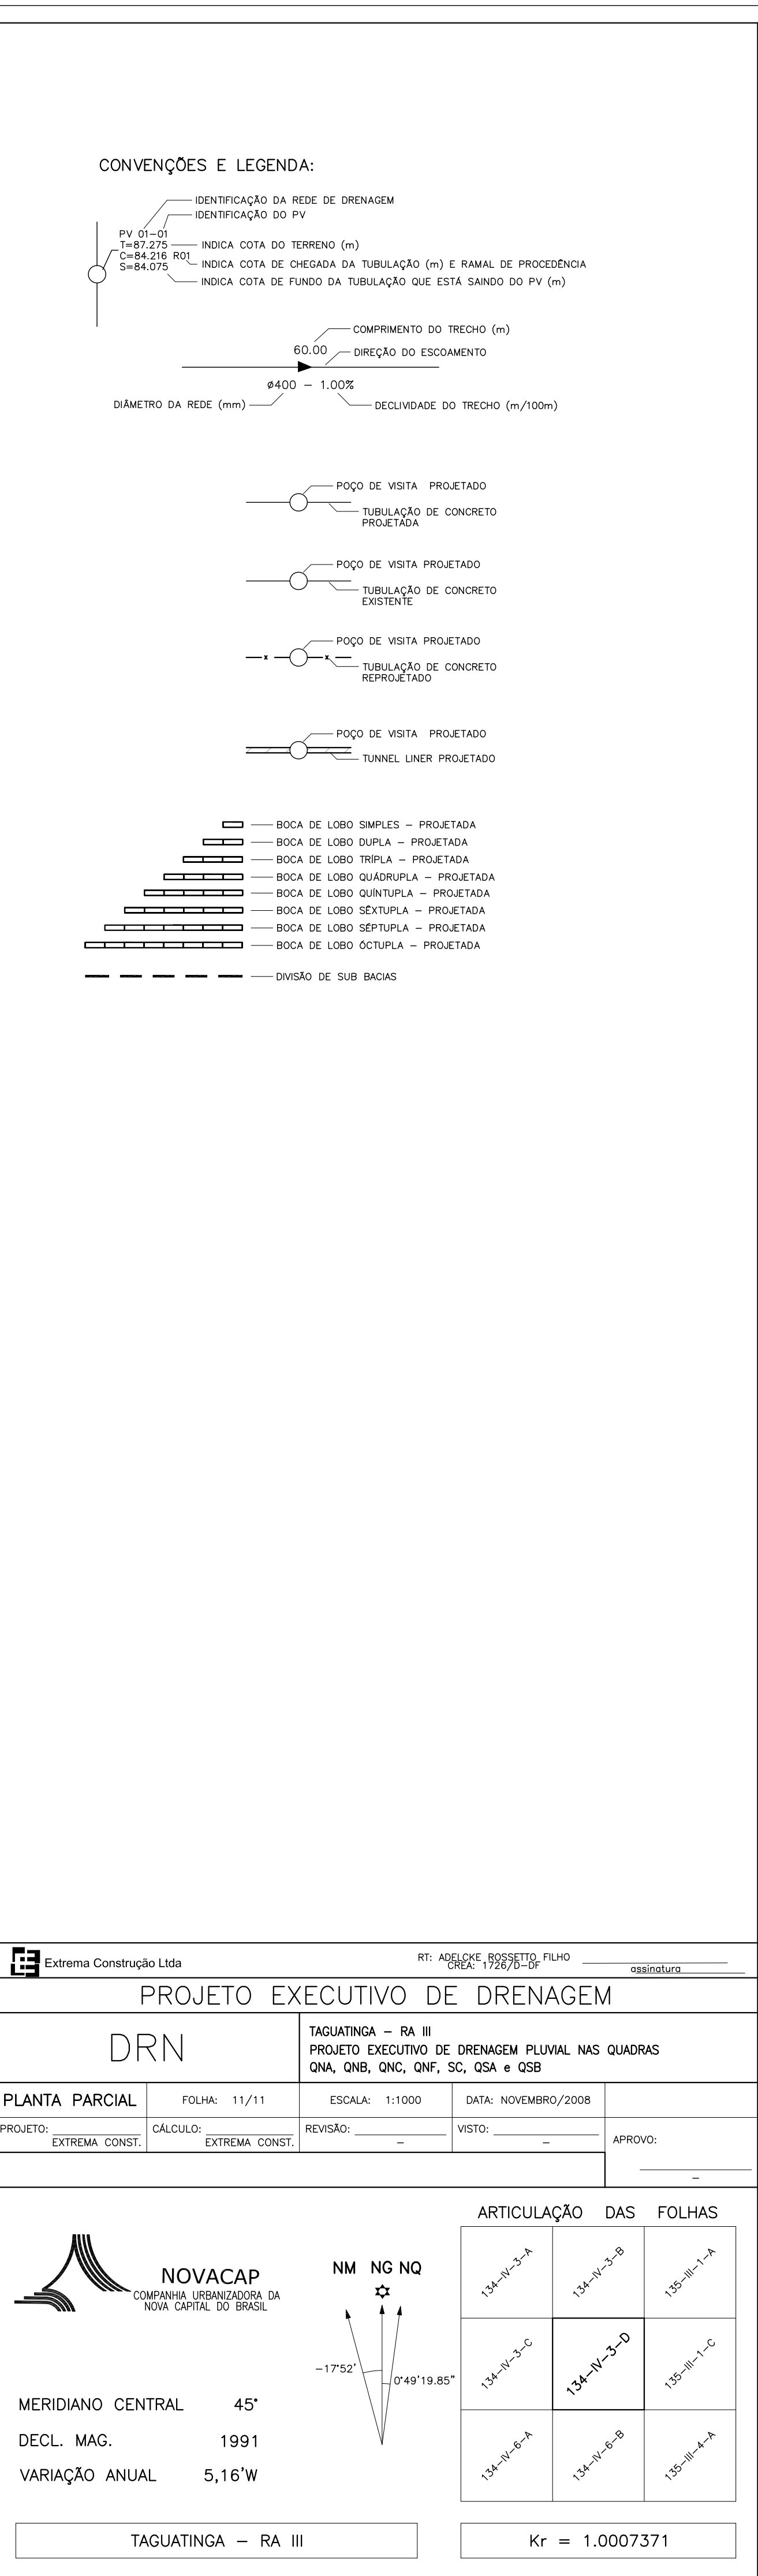 CONVENÇÕES E LEGENDA:
IDENTIFICAÇÃO DA REDE DE DRENAGEM
IDENTIFICAÇÃO DO PV
PV 01-01
T=87.275
INDICA COTA DO TERRENO (m)
C=84.216 R01
INDICA COTA DE CHEGADA DA TUBULAÇÃO (m) E RAMAL DE PROCEDÊNCIA
S=84.075
INDICA COTA DE FUNDO DA TUBULAÇÃO QUE ESTÁ SAINDO DO PV (m)
COMPRIMENTO DO TRECHO (m)
60.00
DIREÇÃO DO ESCOAMENTO
ø400 - 1.00%
DIÂMETRO DA REDE (mm)
DECLIVIDADE DO TRECHO (m/100m)
POÇO DE VISITA PROJETADO
TUBULAÇÃO DE CONCRETO
PROJETADA
POÇO DE VISITA PROJETADO
TUBULAÇÃO DE CONCRETO
EXISTENTE
POÇO DE VISITA PROJETADO
TUBULAÇÃO DE CONCRETO
REPROJETADO
POÇO DE VISITA PROJETADO
TUNNEL LINER PROJETADO
BOCA DE LOBO SIMPLES - PROJETADA
BOCA DE LOBO DUPLA - PROJETADA
BOCA DE LOBO TRÍPLA - PROJETADA
BOCA DE LOBO QUÁDRUPLA - PROJETADA
BOCA DE LOBO QUÍNTUPLA - PROJETADA
BOCA DE LOBO SÊXTUPLA - PROJETADA
BOCA DE LOBO SÉPTUPLA - PROJETADA
BOCA DE LOBO ÓCTUPLA - PROJETADA
DIVISÃO DE SUB BACIAS
Extrema Construção Ltda
RT: ADELCKE ROSSETTO FILHO
CREA: 1726/D-DF
assinatura
PROJETO EXECUTIVO DE DRENAGEM
DRN
TAGUATINGA - RA III
PROJETO EXECUTIVO DE DRENAGEM PLUVIAL NAS QUADRAS
QNA, QNB, QNC, QNF, SC, QSA e QSB
PLANTA PARCIAL
FOLHA: 11/11
ESCALA: 1:1000
DATA: NOVEMBRO/2008
PROJETO:
EXTREMA CONST.
CÁLCULO:
EXTREMA CONST.
REVISÃO:
-
VISTO:
-
APROVO:
-
ARTICULAÇÃO DAS FOLHAS
134-IV-3-A
134-IV-3-B
135-III-1-A
134-IV-3-C
134-IV-3-D
135-III-1-C
134-IV-6-A
134-IV-6-B
135-III-4-A
NOVACAP
COMPANHIA URBANIZADORA DA
NOVA CAPITAL DO BRASIL
NM NG NQ
-17°52'
0°49'19.85"
MERIDIANO CENTRAL 45°
DECL. MAG. 1991
VARIAÇÃO ANUAL 5,16'W
TAGUATINGA - RA III
Kr = 1.0007371